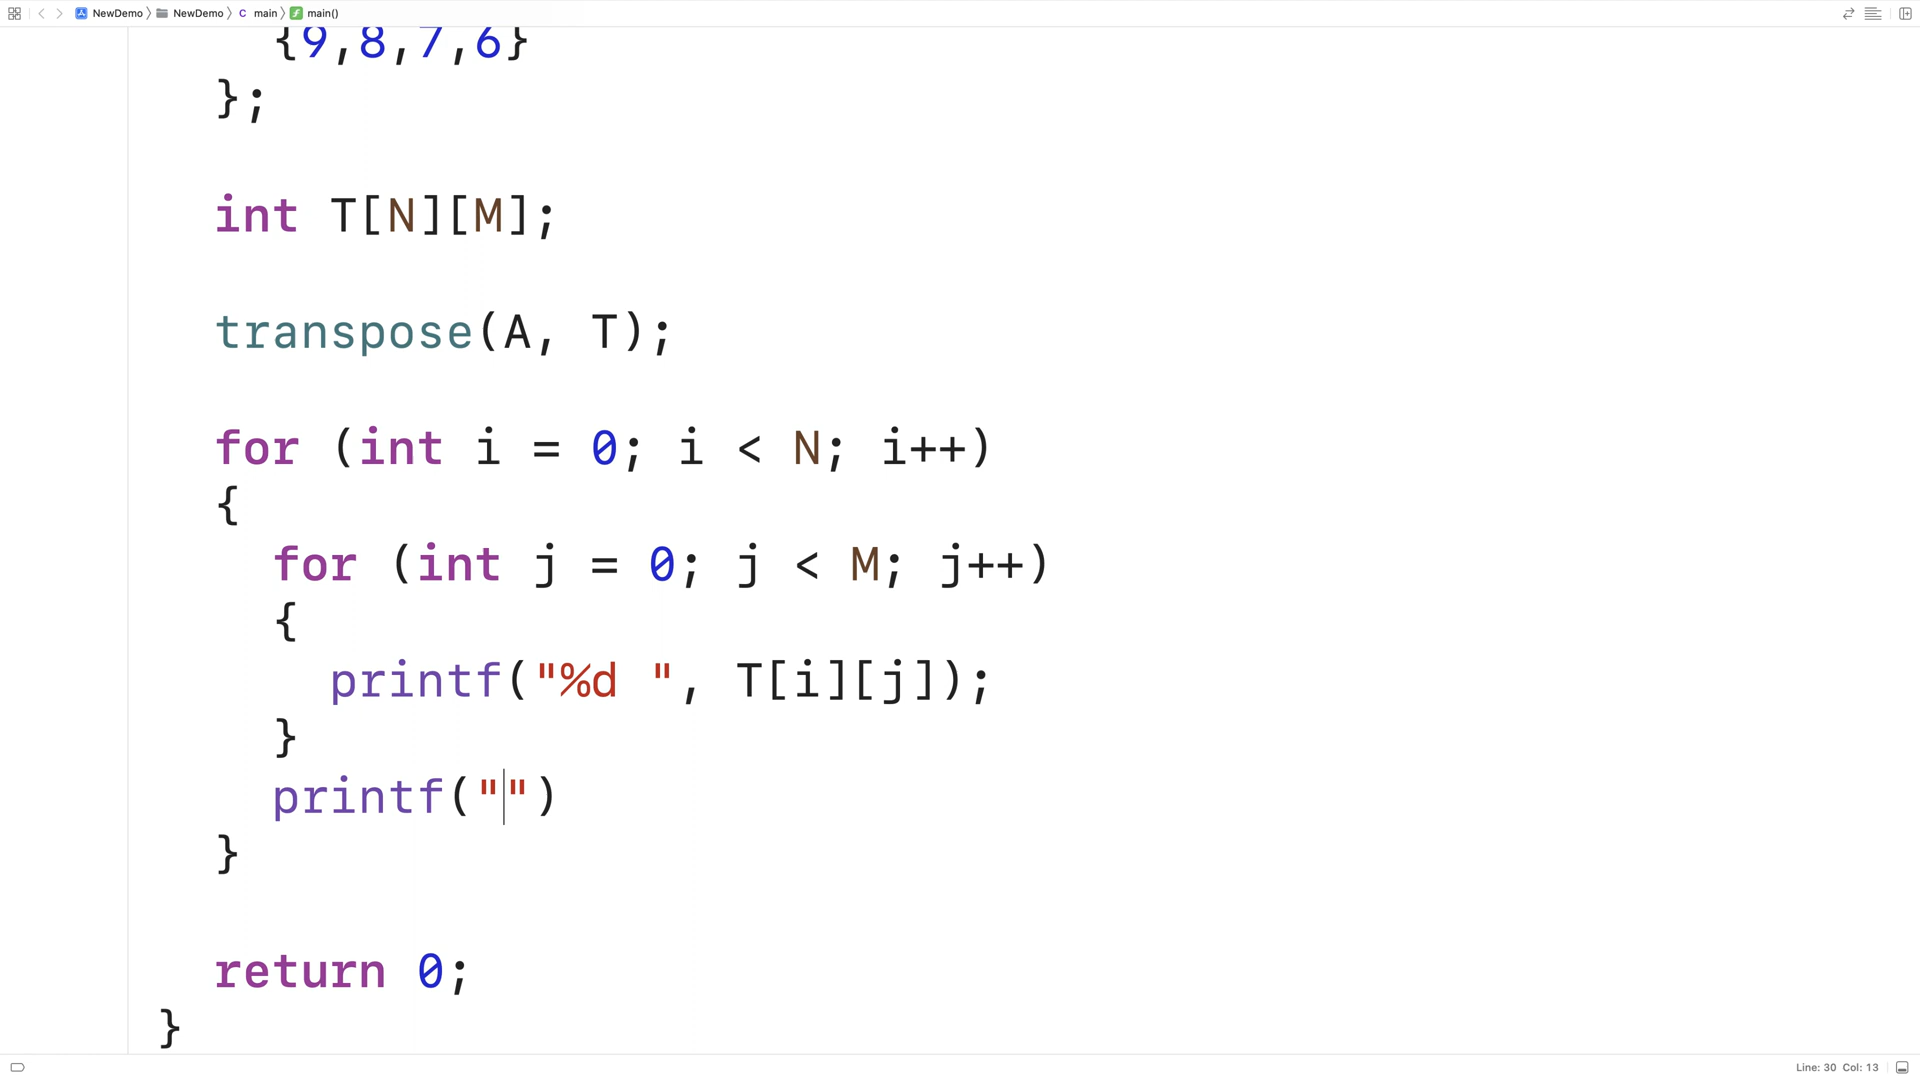 NewDemo NewDemo C main f main()
{9,8,7,6}
};
int T[N][M];
transpose(A, T);
for (int i = 0; i < N; i++)
{
for (int j = 0; j < M; j++)
{
printf("%d ", T[i][j]);
}
printf("")
}
return 0;
}
Line: 30 Col: 13